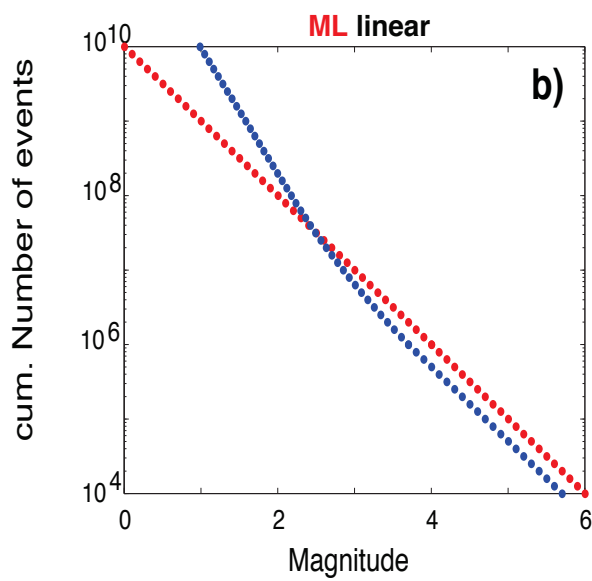 ML linear
b)
cum. Number of events
10^10
10^8
10^6
10^4
0 2 4 6
Magnitude